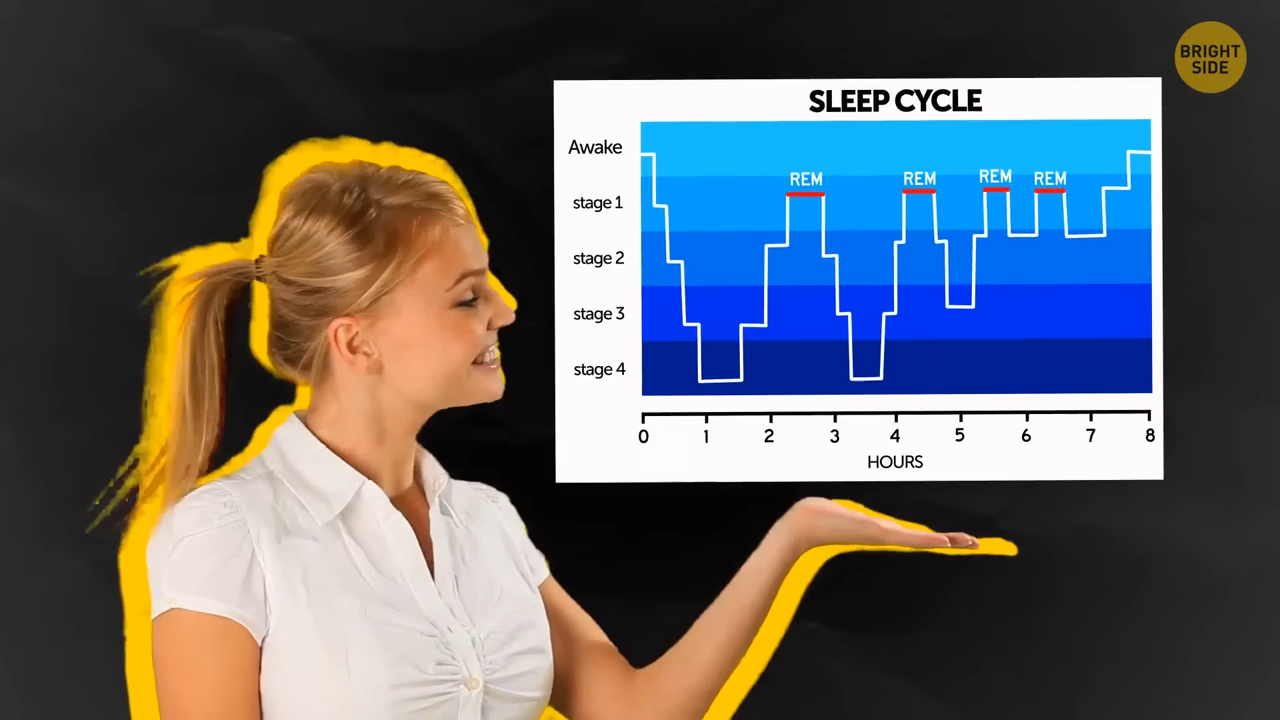 BRIGHT
SIDE
SLEEP CYCLE
Awake
REM
REM
REM
REM
stage 1
stage 2
stage 3
stage 4
0 1 2 3 4 5 6 7 8
HOURS